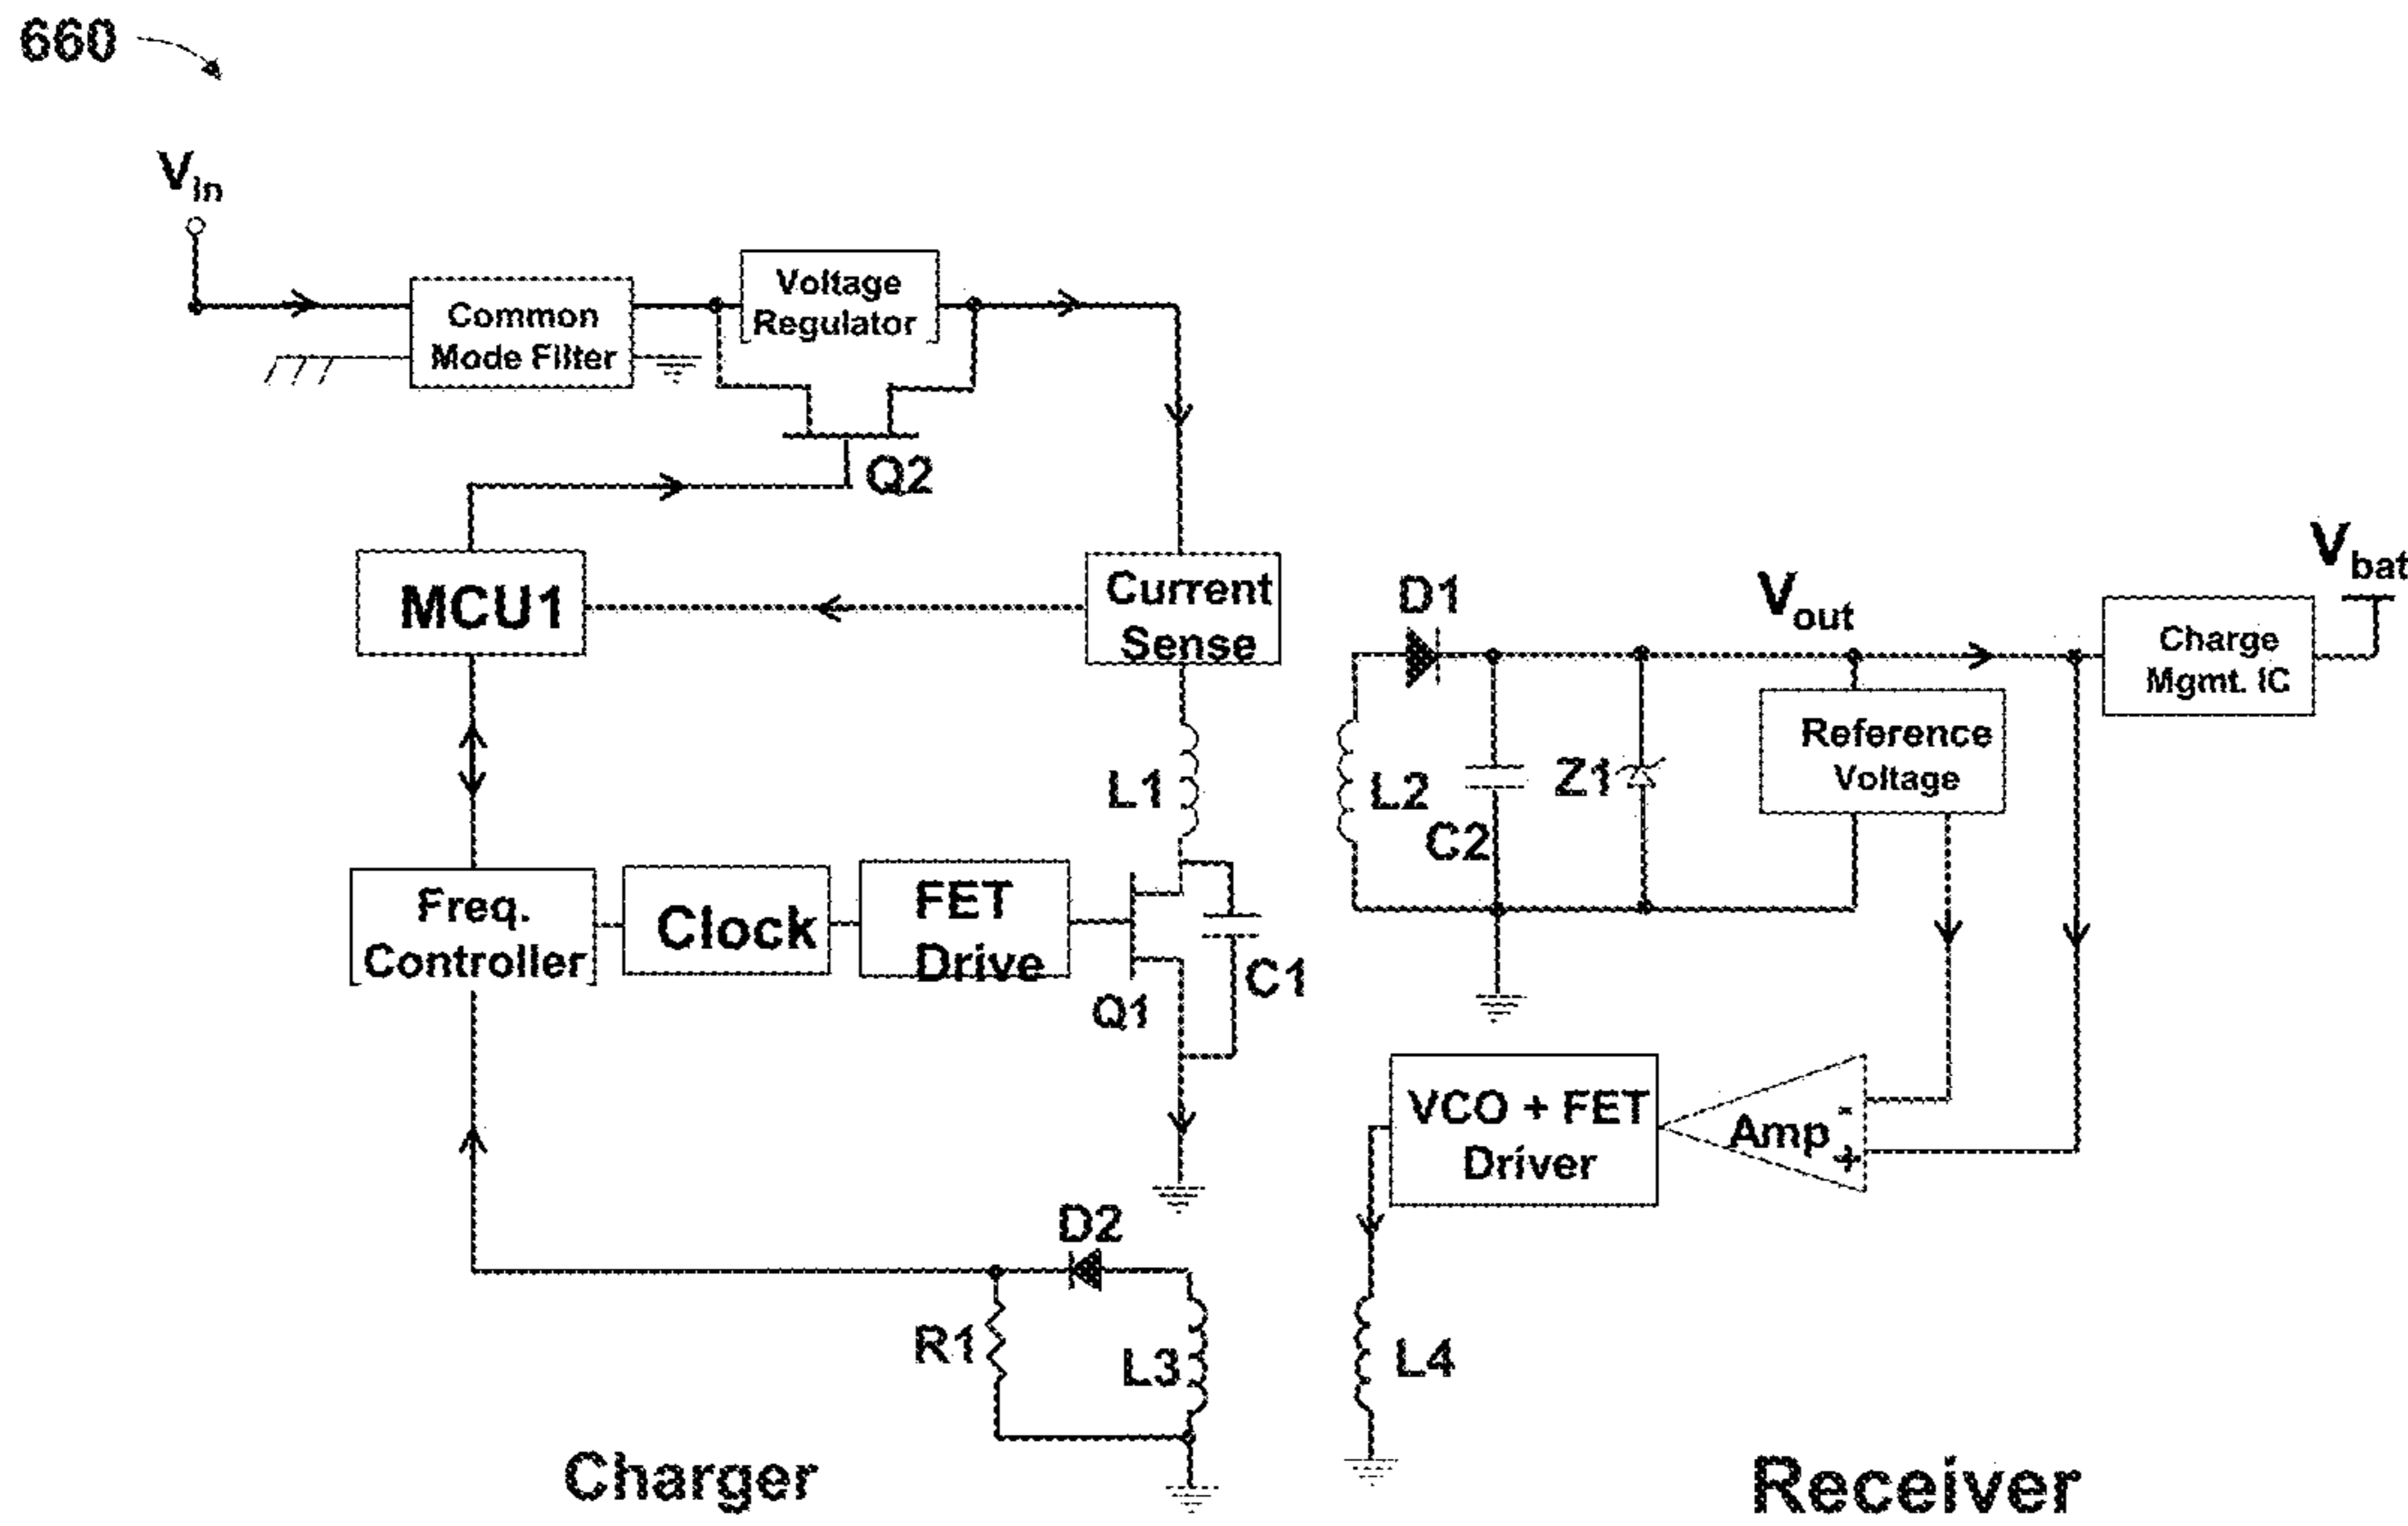 660
Vin
Common
Mode Filter
Voltage
Regulator
Q2
MCU1
Current
Sense
L1
Freq.
Controller
Clock
FET
Drive
Q1
C1
D2
R1
L3
Charger
D1
Vout
Vbat
Charge
Mgmt. IC
L2
C2
Z1
Reference
Voltage
VCO + FET
Driver
Amp
-
+
L4
Receiver